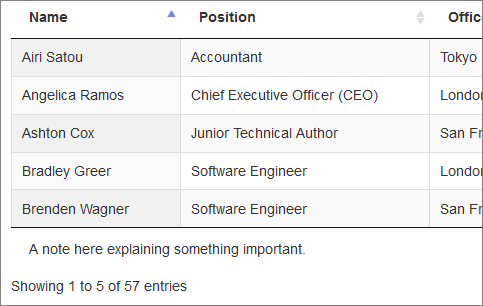 Name Position Offic
Airi Satou Accountant Tokyo
Angelica Ramos Chief Executive Officer (CEO) London
Ashton Cox Junior Technical Author San Fr
Bradley Greer Software Engineer London
Brenden Wagner Software Engineer San Fr
A note here explaining something important.
Showing 1 to 5 of 57 entries